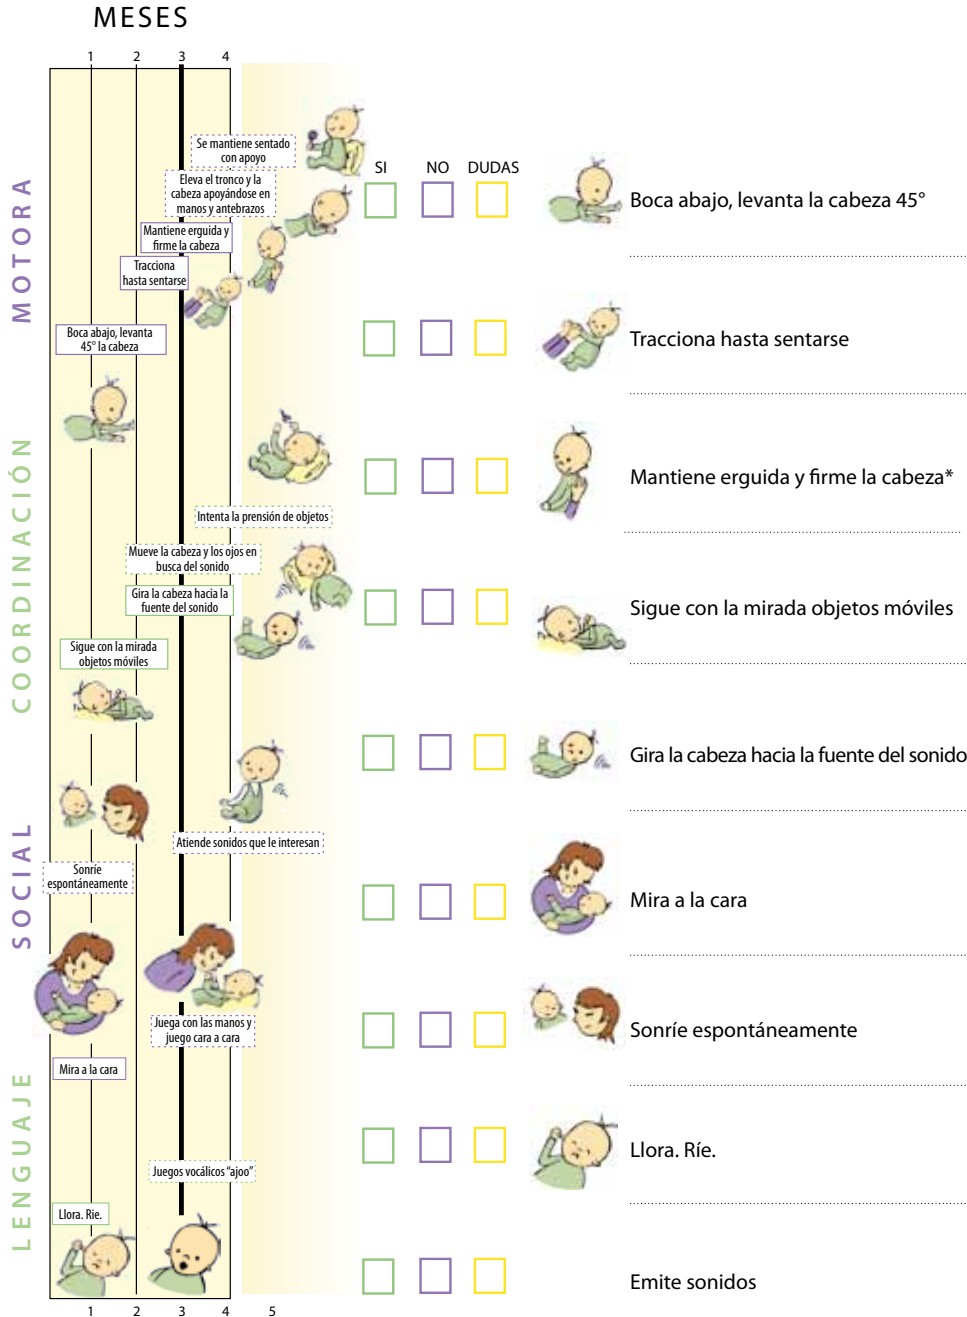 MESES
1 2 3 4
MOTORA
Se mantiene sentado
con apoyo
Eleva el tronco y la
cabeza apoyándose en
manos y antebrazos
Mantiene erguida y
firme la cabeza
Tracciona
hasta sentarse
Boca abajo, levanta
45° la cabeza
COORDINACIÓN
Intenta la prensión de objetos
Mueve la cabeza y los ojos en
busca del sonido
Gira la cabeza hacia la
fuente del sonido
Sigue con la mirada
objetos móviles
SOCIAL
Atiende sonidos que le interesan
Sonríe
espontáneamente
Juega con las manos y
juego cara a cara
Mira a la cara
LENGUAJE
Juegos vocálicos "ajoo"
Llora. Rie.
1 2 3 4 5
SI NO DUDAS
Boca abajo, levanta la cabeza 45°
Tracciona hasta sentarse
Mantiene erguida y firme la cabeza*
Sigue con la mirada objetos móviles
Gira la cabeza hacia la fuente del sonido
Mira a la cara
Sonríe espontáneamente
Llora. Ríe.
Emite sonidos